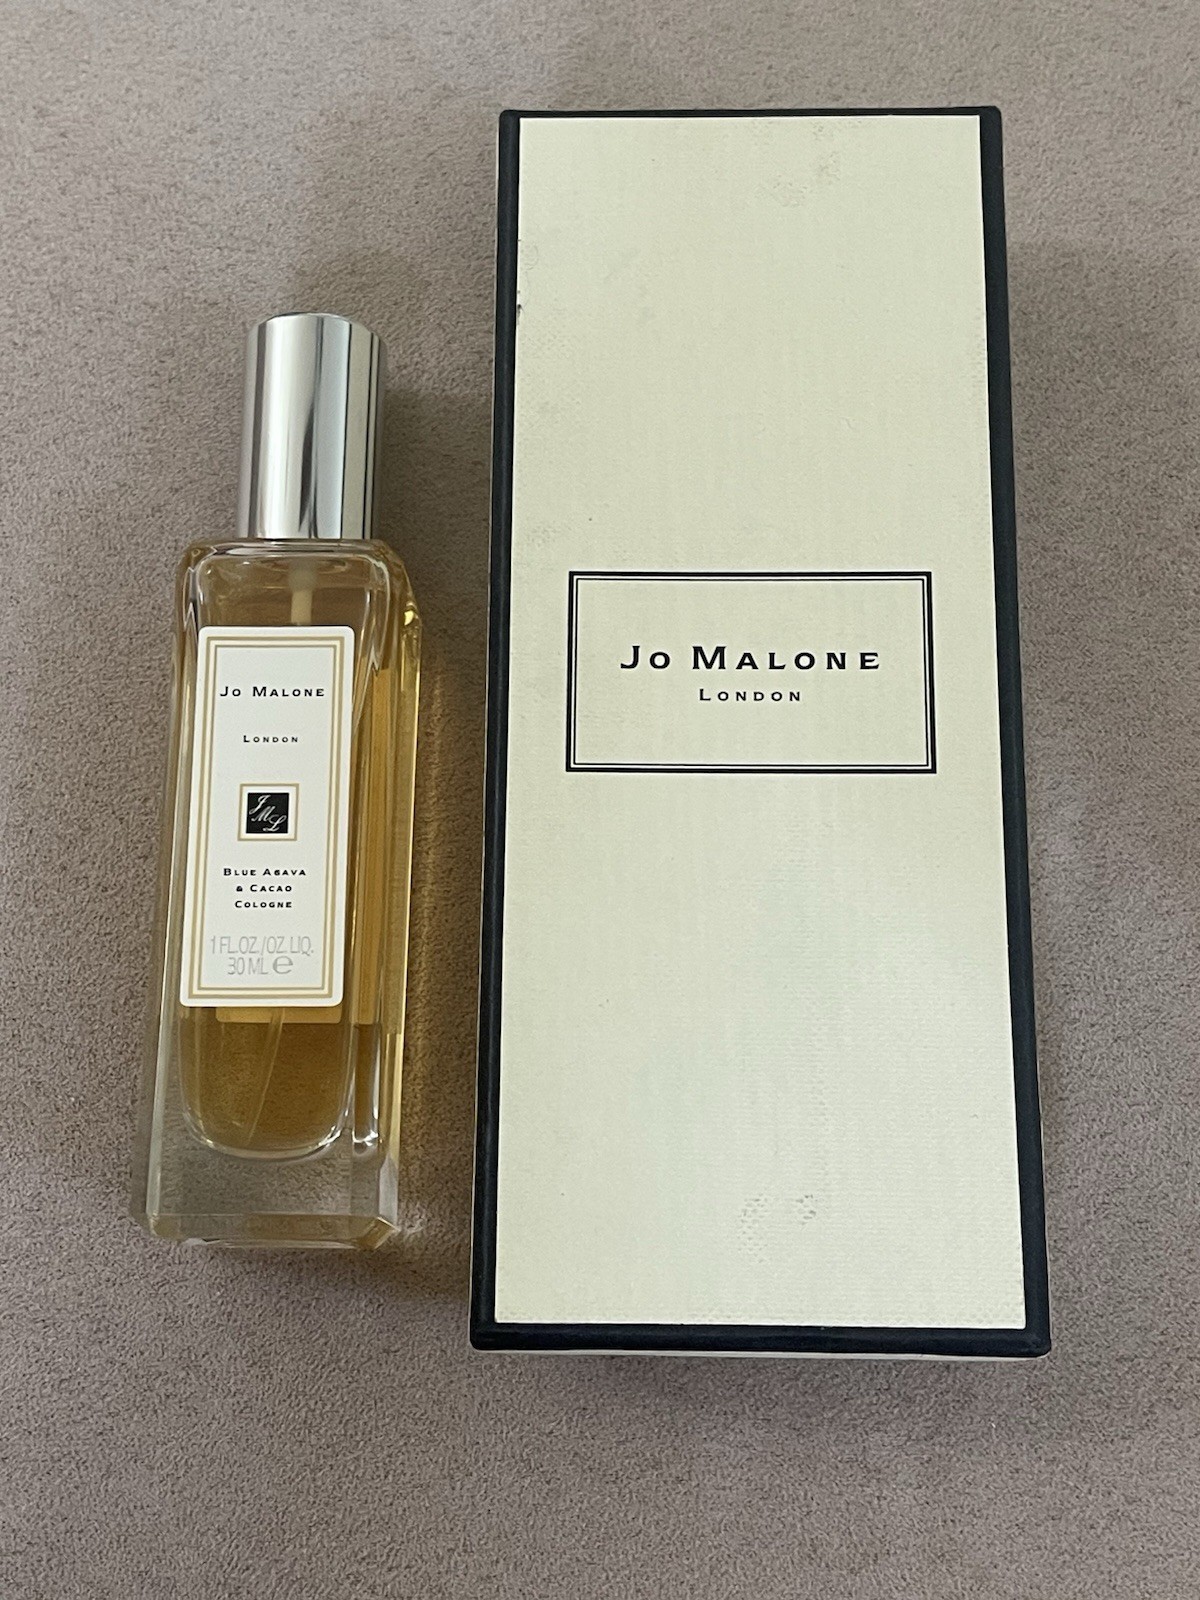 Jo Malone
London
JML
Blue Agava
& Cacao
Cologne
1 FL.OZ./OZ.LIQ.
30 ML ℮
Jo Malone
London